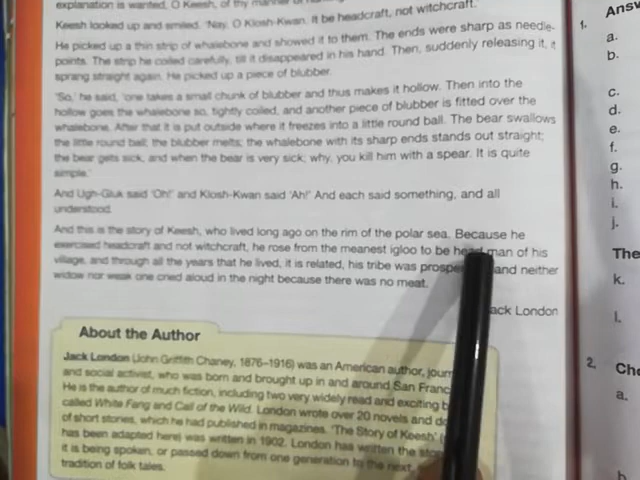 explanation is wanted, O Keesh, of thy manner of
Keesh looked up and smiled. 'Nay, O Klosh-Kwan. It be headcraft, not witchcraft.'
He picked up a thin strip of whalebone and showed it to them. The ends were sharp as needle-
points. The strip he coiled carefully, till it disappeared in his hand. Then, suddenly releasing it, it
sprang straight again. He picked up a piece of blubber.
'So,' he said, 'one takes a small chunk of blubber and thus makes it hollow. Then into the
hollow goes the whalebone so, tightly coiled, and another piece of blubber is fitted over the
whalebone. After that it is put outside where it freezes into a little round ball. The bear swallows
the little round ball; the blubber melts; the whalebone with its sharp ends stands out straight;
the bear gets sick, and when the bear is very sick; why, you kill him with a spear. It is quite
simple.'
And Ugh-Gluk said 'Oh!' and Klosh-Kwan said 'Ah!' And each said something, and all
understood.
And this is the story of Keesh, who lived long ago on the rim of the polar sea. Because he
exercised headcraft and not witchcraft, he rose from the meanest igloo to be man of his
village, and through all the years that he lived, it is related, his tribe was and neither
widow nor weak one cried aloud in the night because there was no meat.
London
About the Author
Jack London (John Griffith Chaney, 1876–1916) was an American author,
and social activist, who was born and brought up in and around San
He is the author of much fiction, including two very widely read and exciting
called White Fang and Call of the Wild. London wrote over 20 novels and
of short stories, which he had published in magazines. 'The Story of Keesh'
has been adapted here) was written in 1902. London has written the
it is being spoken, or passed down from one generation to the next,
tradition of folk tales.
1.
a.
b.
c.
d.
e.
f.
g.
h.
i.
j.
The
k.
l.
2.
a.
b